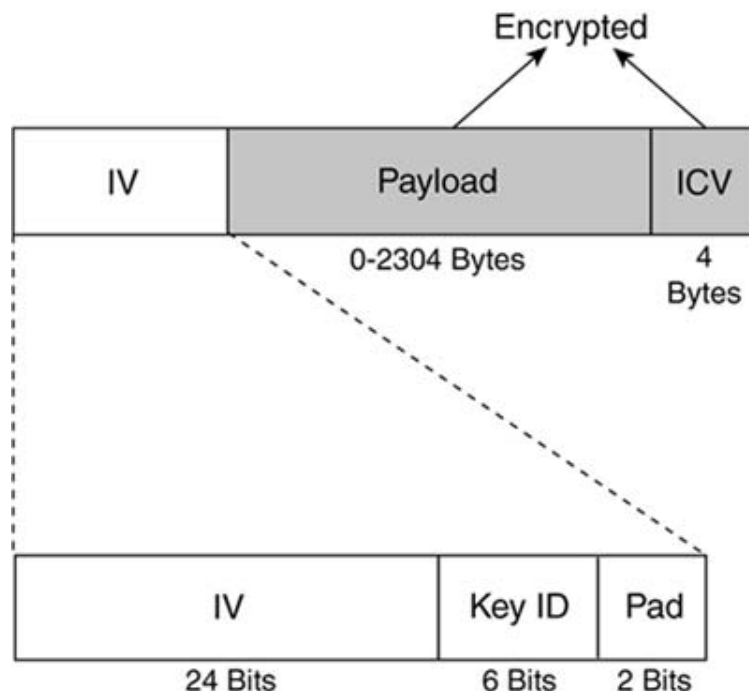 Encrypted
IV
Payload
ICV
0-2304 Bytes
4
Bytes
IV
Key ID
Pad
24 Bits
6 Bits
2 Bits